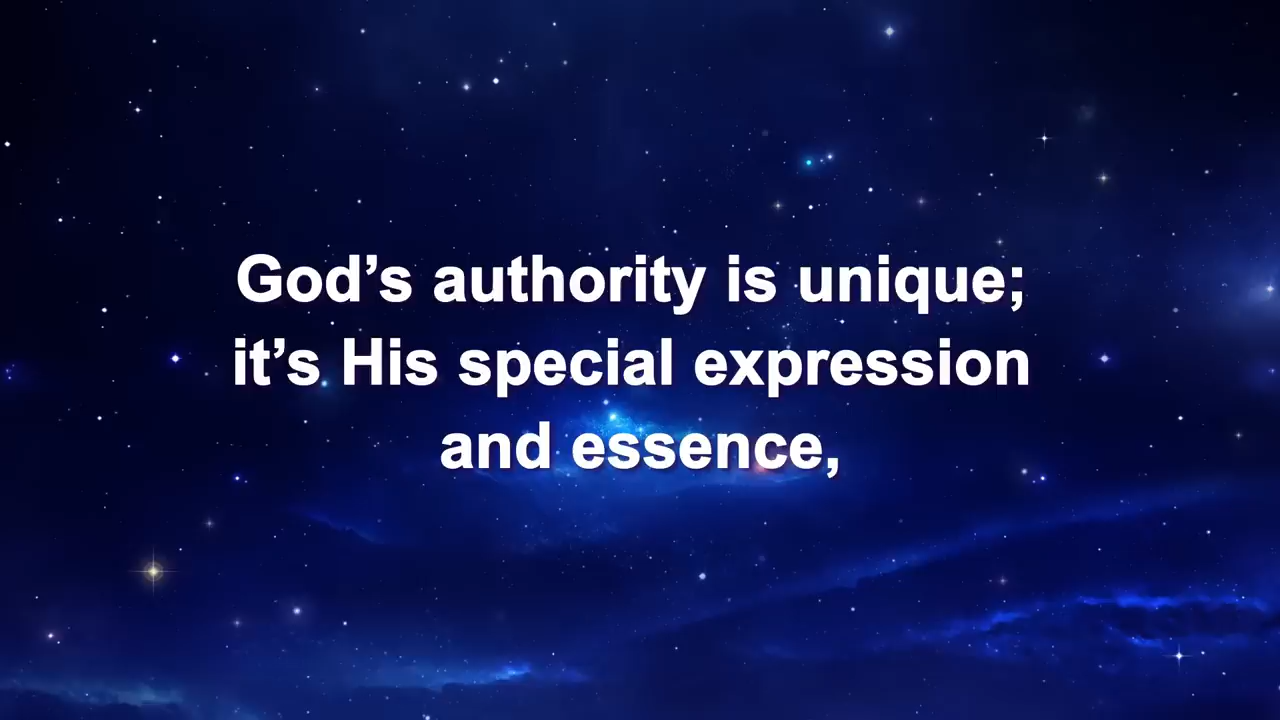 God’s authority is unique;
it’s His special expression
and essence,